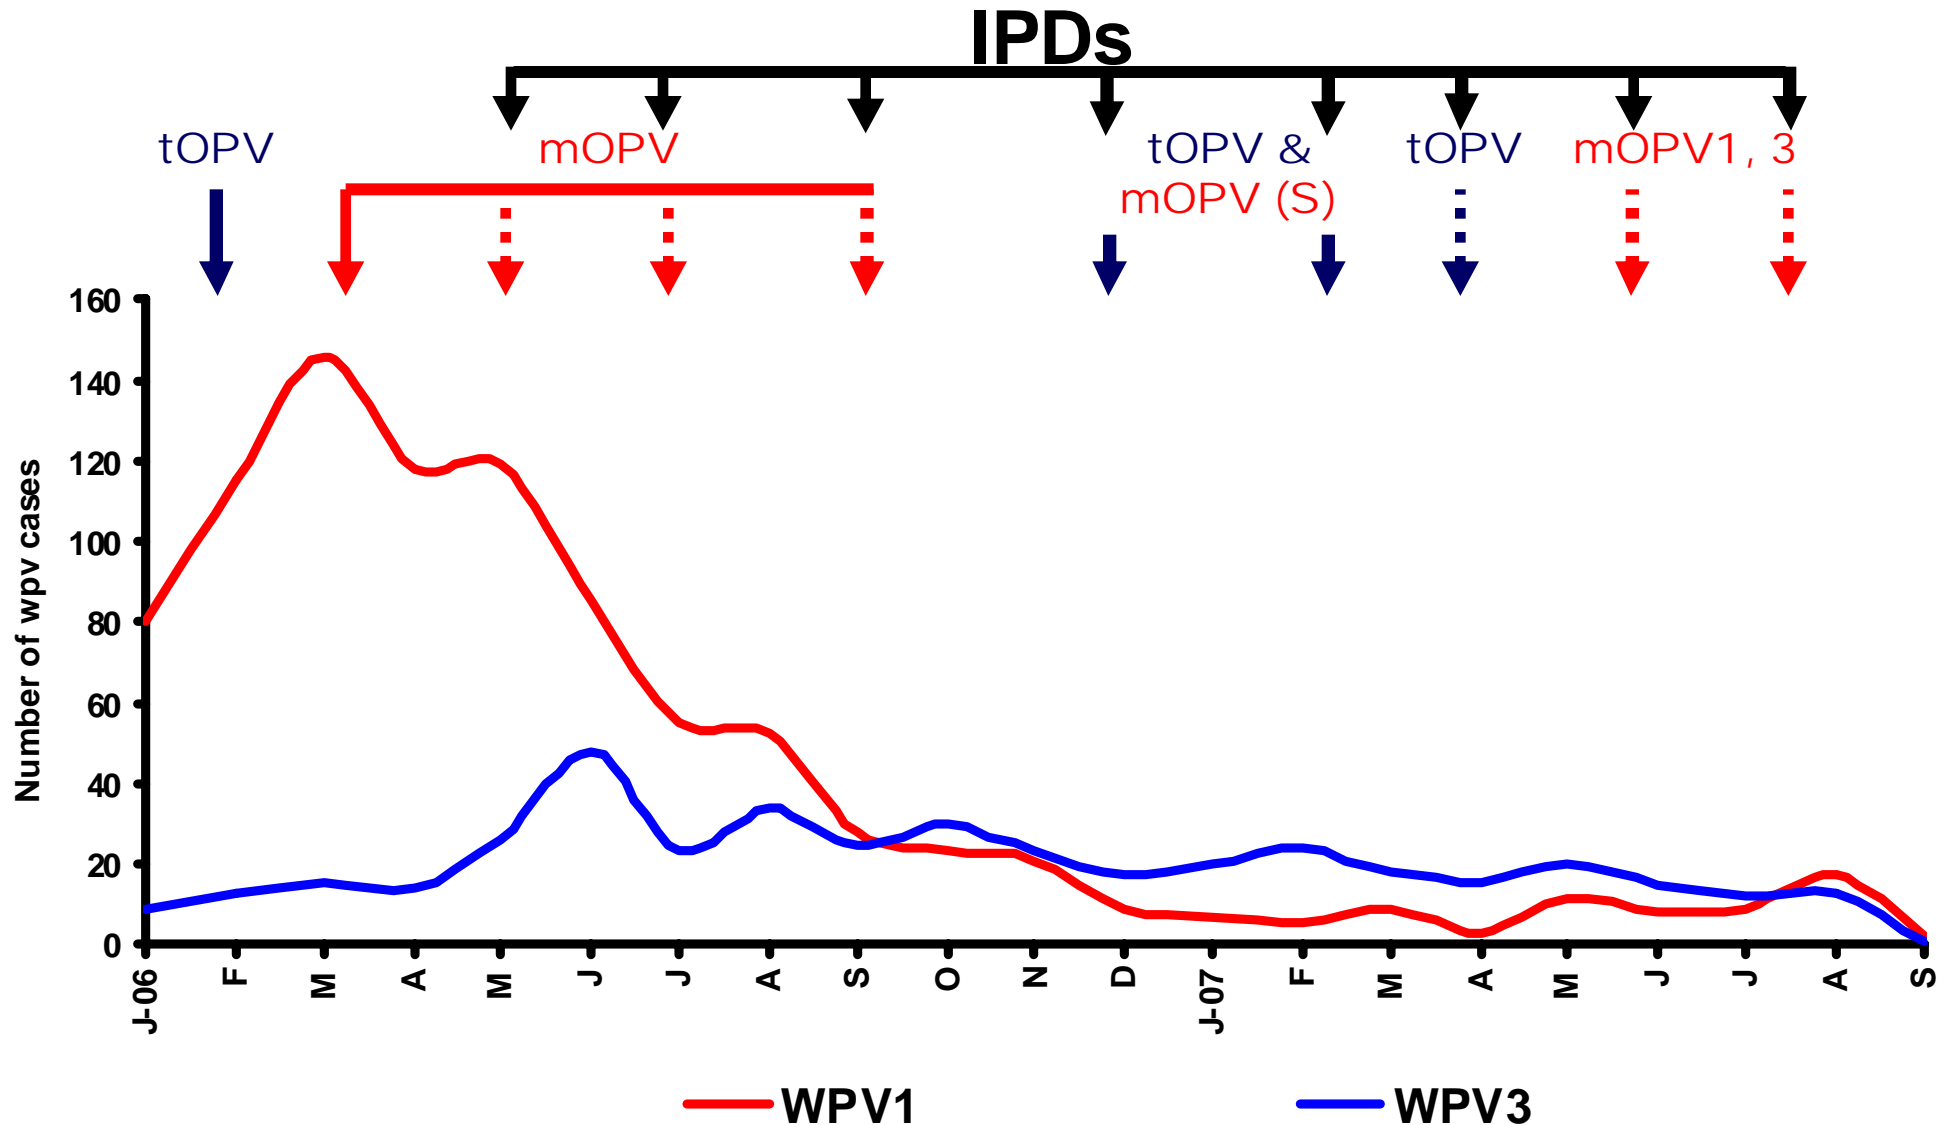 IPDs
tOPV
mOPV
tOPV &
mOPV (S)
tOPV
mOPV1, 3
Number of wpv cases
160
140
120
100
80
60
40
20
0
J-06
F
M
A
M
J
J
A
S
O
N
D
J-07
F
M
A
M
J
J
A
S
WPV1
WPV3